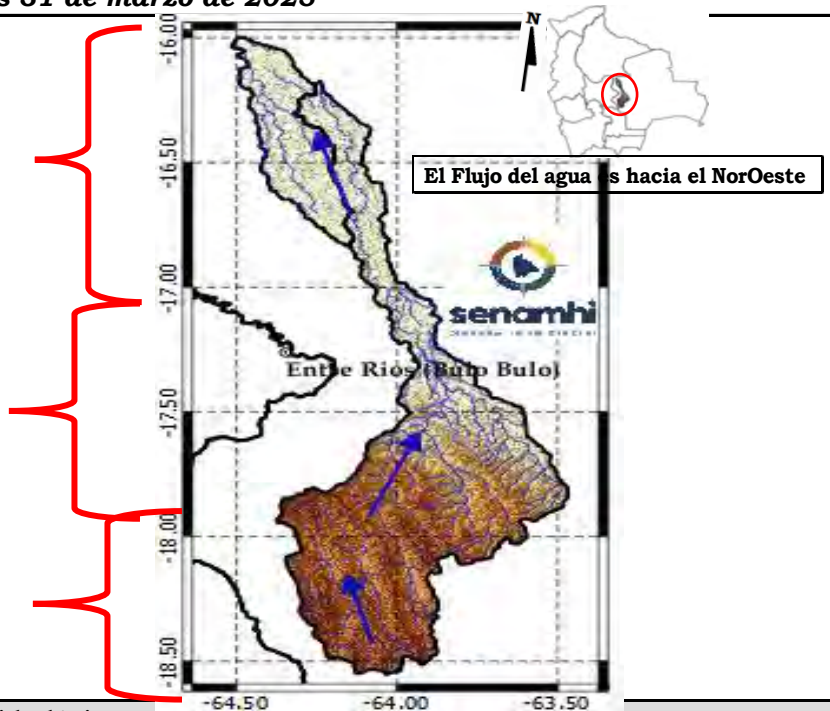 31 de marzo de 2023
N
-16.00
El Flujo del agua es hacia el NorOeste
-16.50
-17.00
senamhi
Entre Rios (Bulo Bulo)
-17.50
-18.00
-18.50
-64.50 -64.00 -63.50